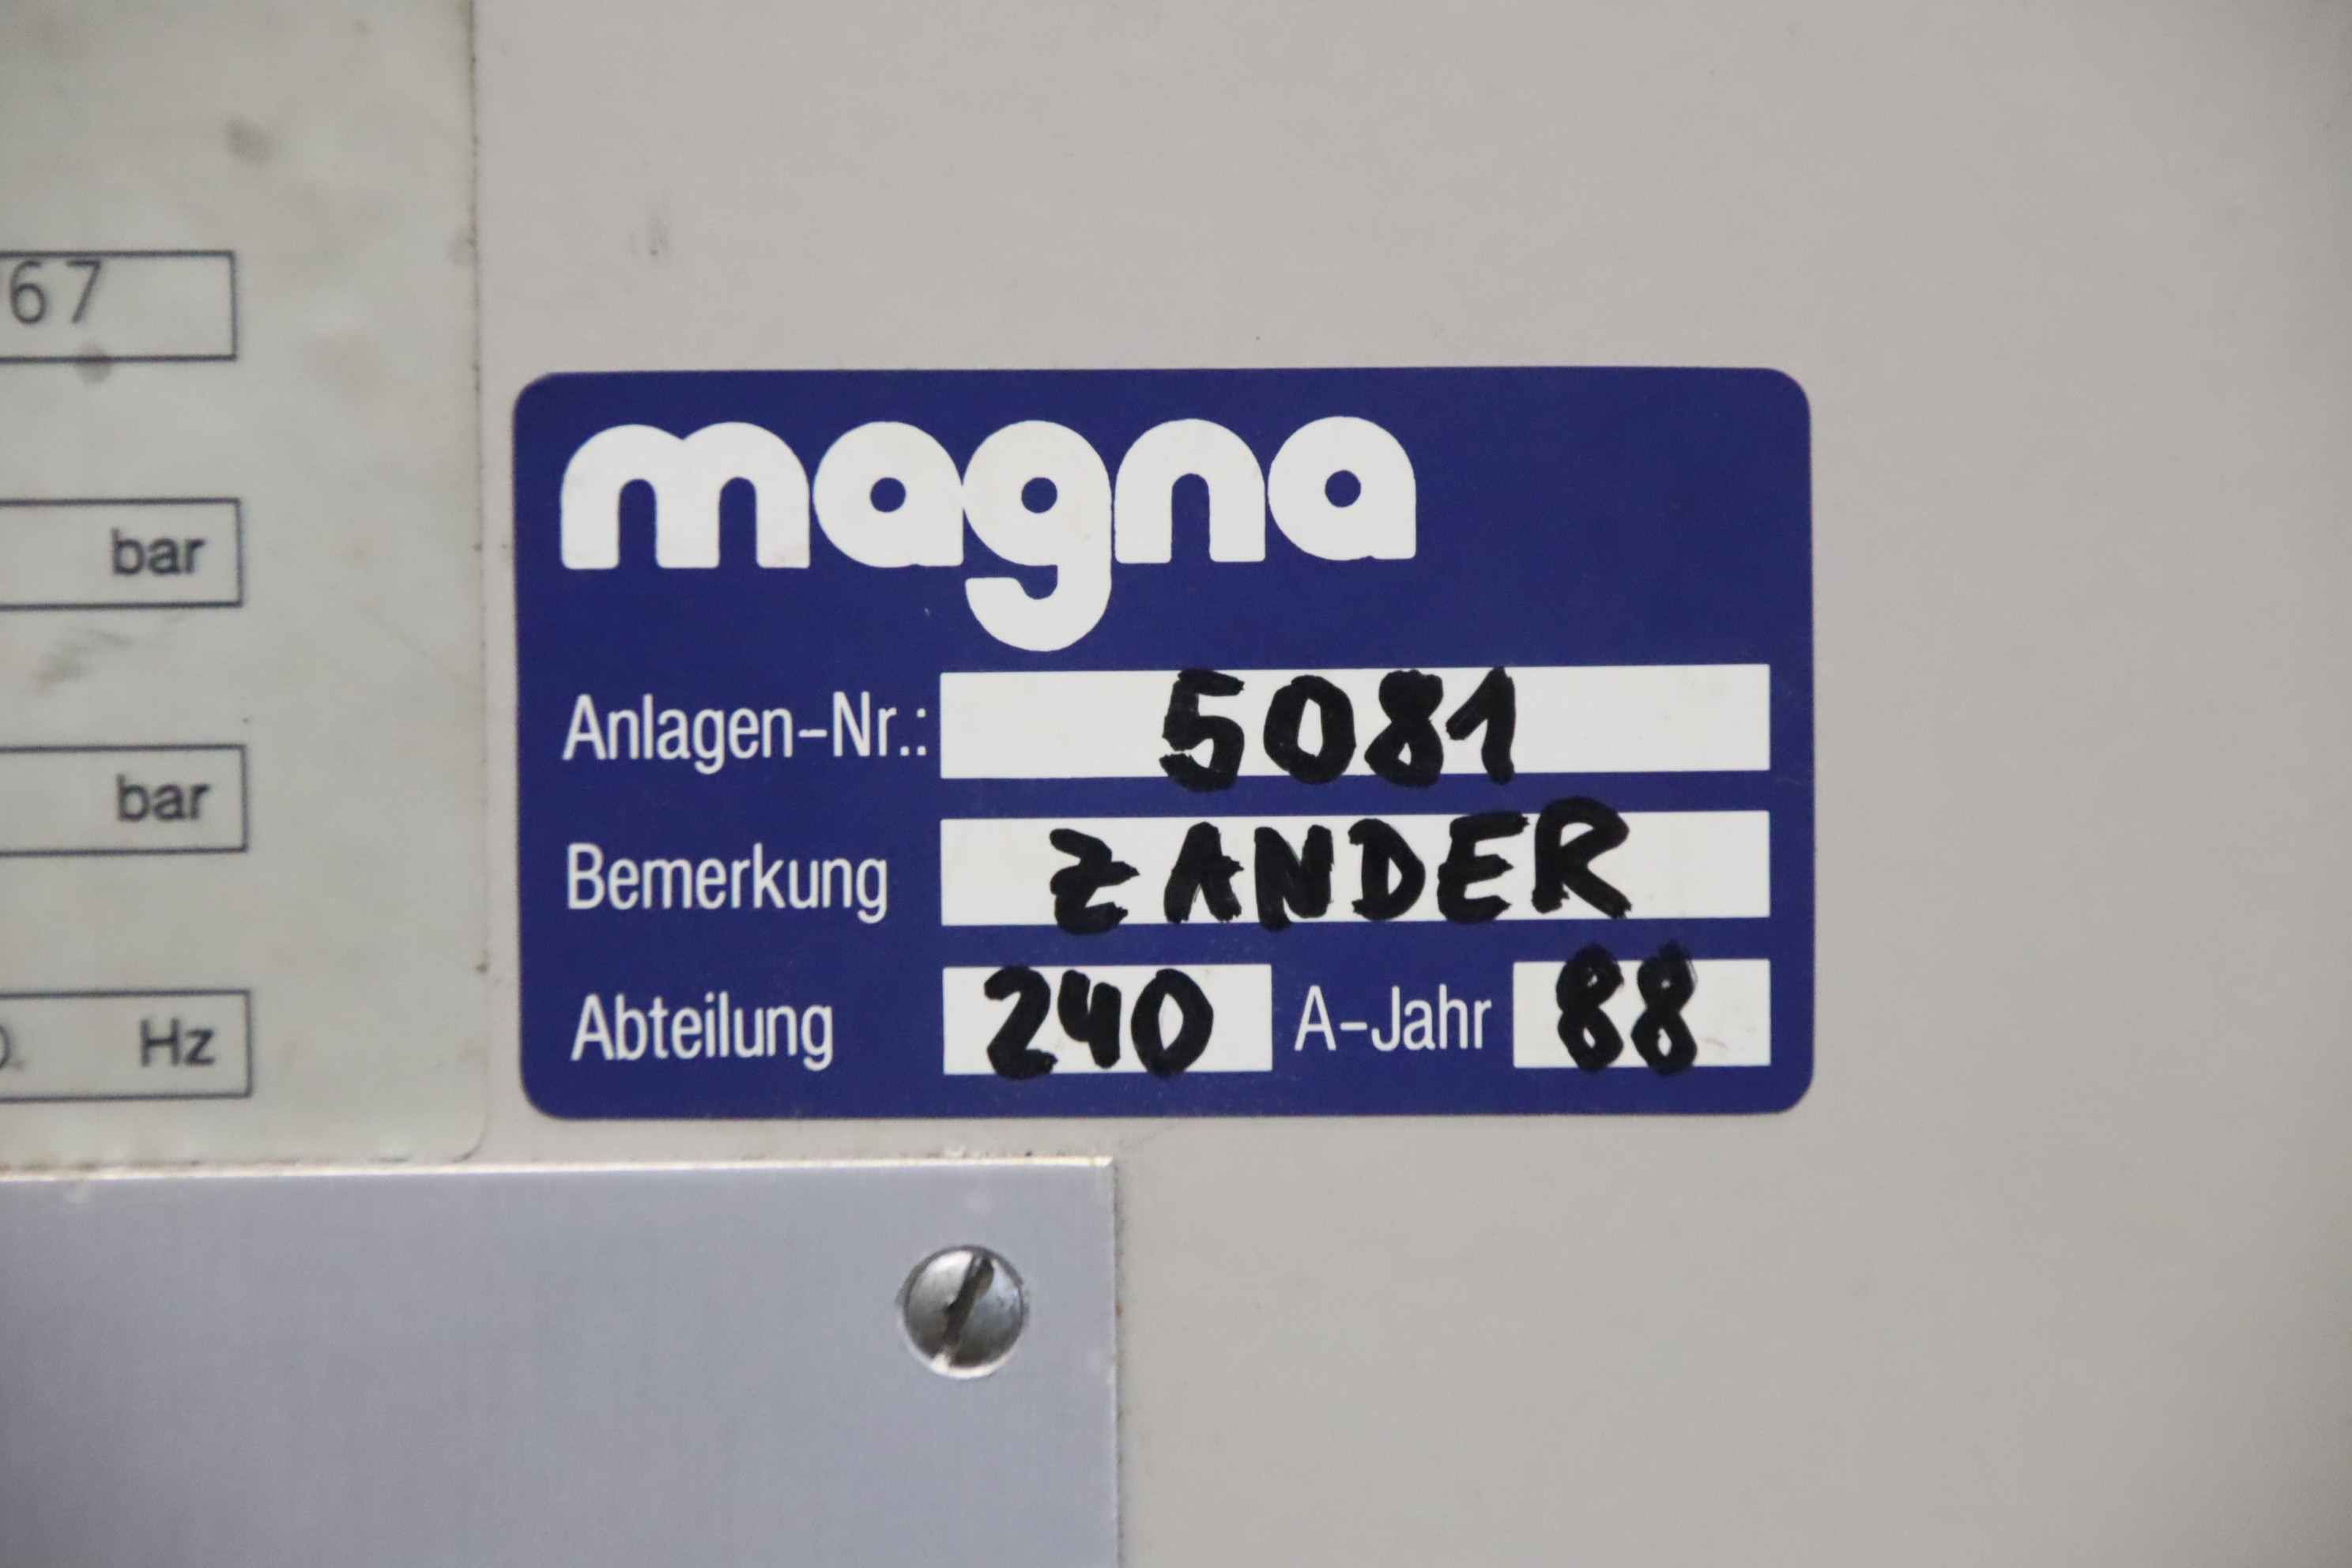 67
bar
bar
Hz
magna
Anlagen-Nr.: 5081
Bemerkung ZANDER
Abteilung 240 A-Jahr 88